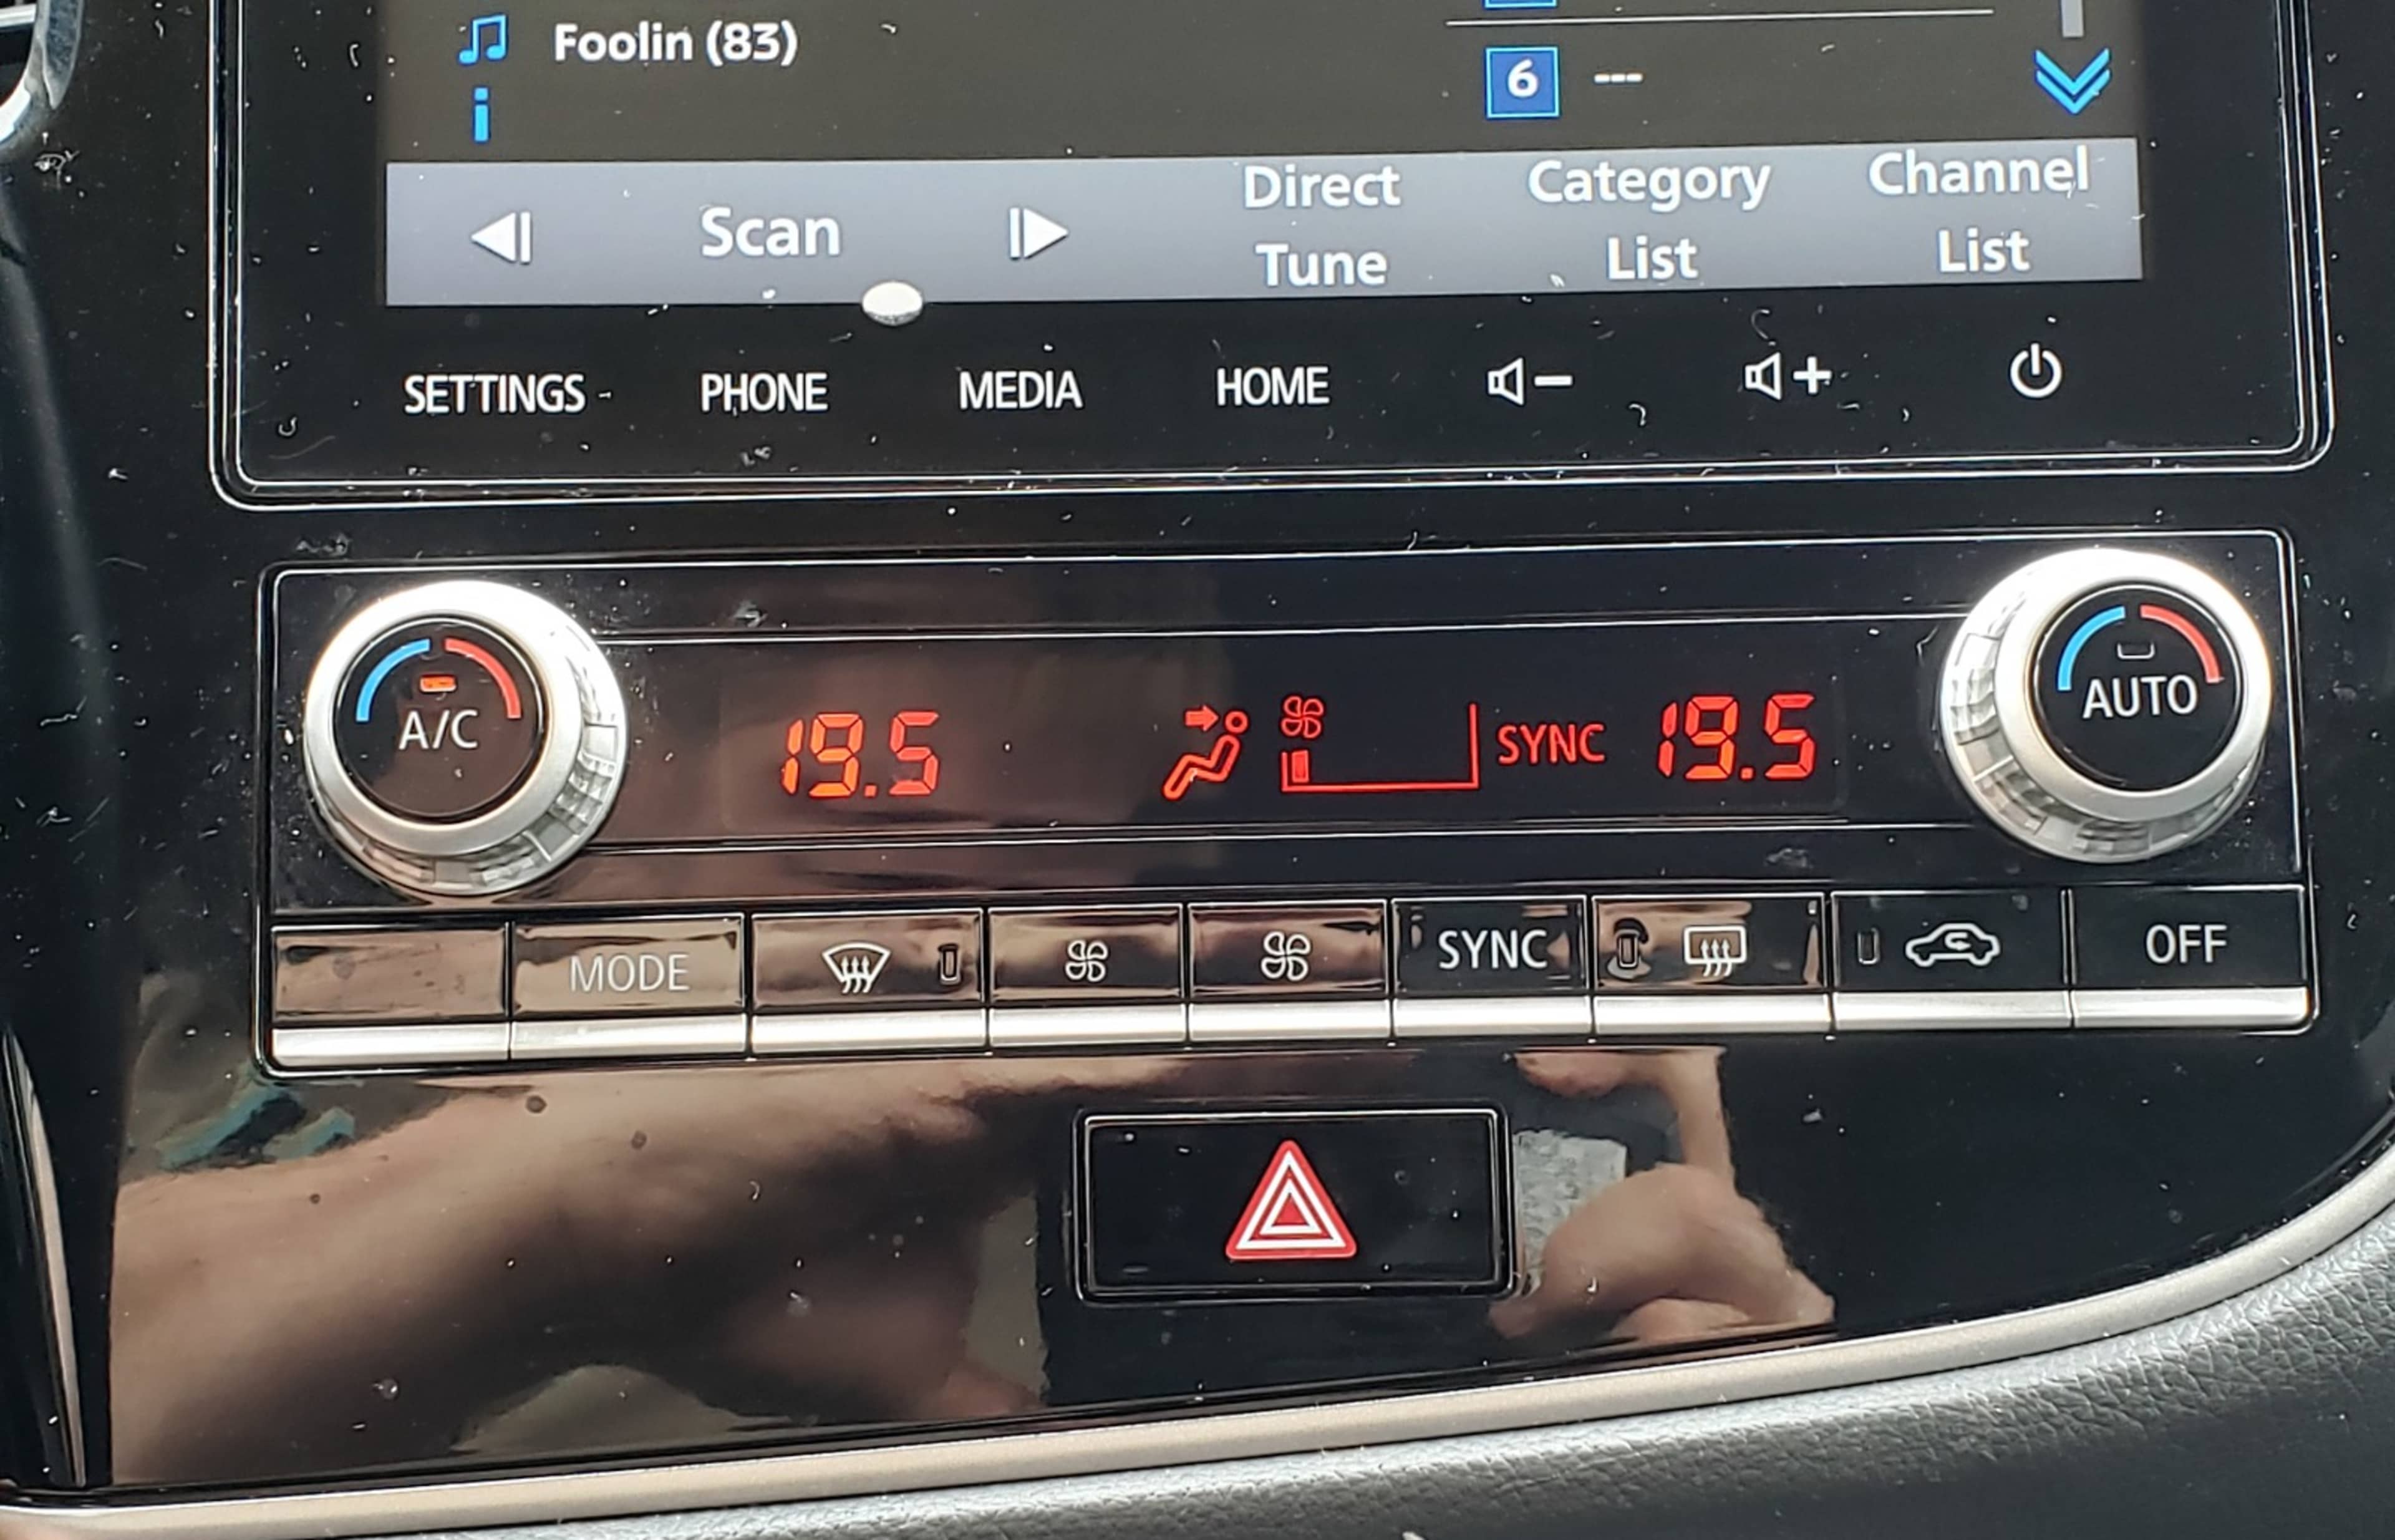 Foolin (83)
6 ---
i
Scan
Direct
Tune
Category
List
Channel
List
SETTINGS
PHONE
MEDIA
HOME
A/C
19.5
SYNC
19.5
AUTO
MODE
SYNC
OFF